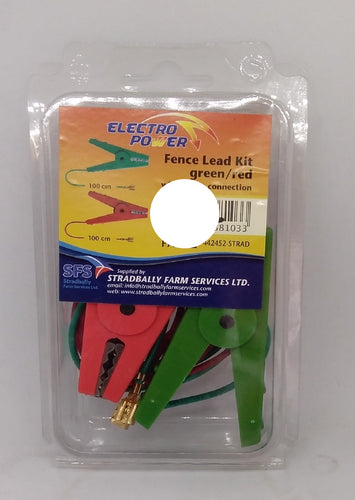 ELECTRO
POWER
Fence Lead Kit
green/red
connection
100 cm
100 cm
81033
442452-STRAD
SFS
Stradbally
Farm Services Ltd.
Supplied by
STRADBALLY FARM SERVICES LTD.
email: info@stradballyfarmservices.com
web: www.stradballyfarmservices.com